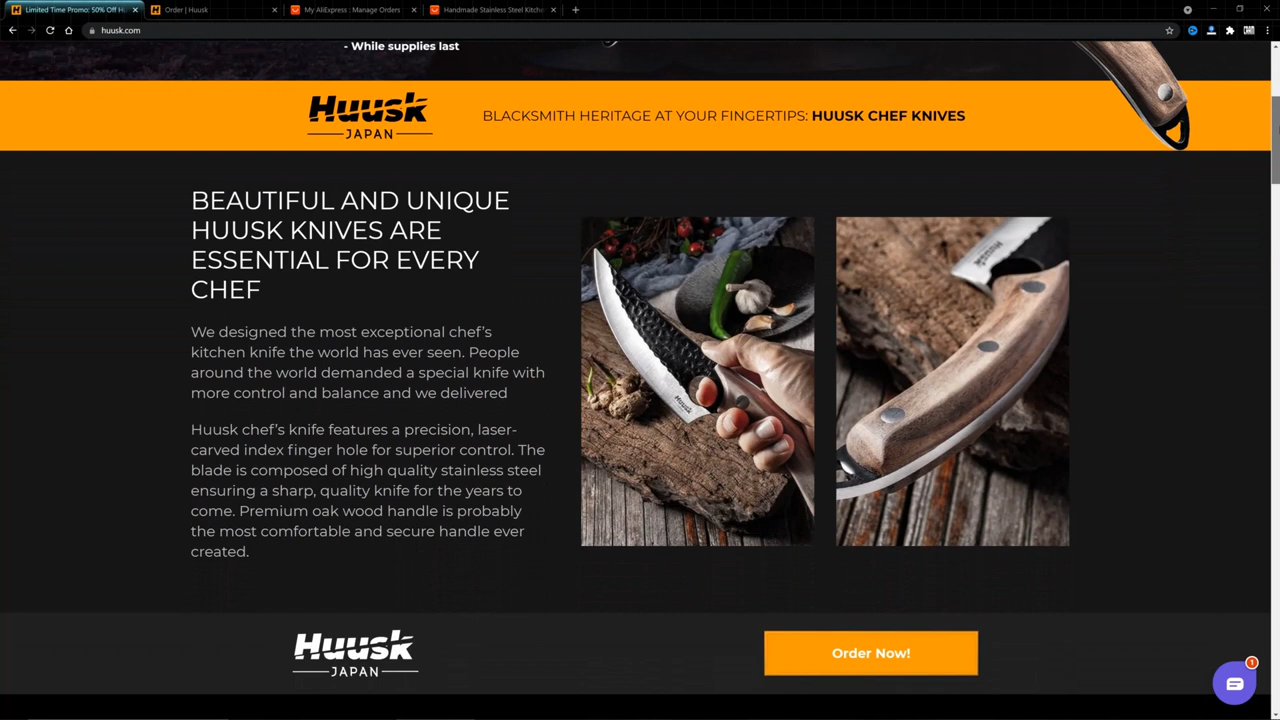 Limited Time Promo: 50% Off H
Order | Huusk
My AliExpress : Manage Orders
Handmade Stainless Steel Kitch
huusk.com
- While supplies last
Huusk
JAPAN
BLACKSMITH HERITAGE AT YOUR FINGERTIPS: HUUSK CHEF KNIVES
BEAUTIFUL AND UNIQUE
HUUSK KNIVES ARE
ESSENTIAL FOR EVERY
CHEF
We designed the most exceptional chef's
kitchen knife the world has ever seen. People
around the world demanded a special knife with
more control and balance and we delivered
Huusk chef's knife features a precision, laser-
carved index finger hole for superior control. The
blade is composed of high quality stainless steel
ensuring a sharp, quality knife for the years to
come. Premium oak wood handle is probably
the most comfortable and secure handle ever
created.
Huusk
Huusk
Huusk
JAPAN
Order Now!
1